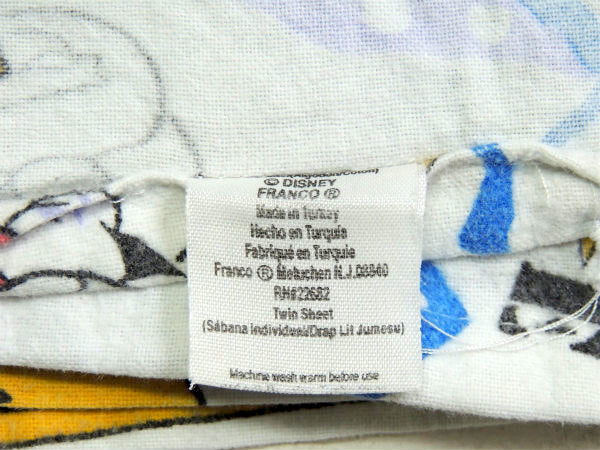 © DISNEY
FRANCO ®
Made in Turkey
Hecho en Turquie
Fabriqué en Turquie
Franco ® Metuchen N.J. 08840
RN#22682
Twin Sheet
(Sábana Individual/Drap Lit Jumeau)
Machine wash warm before use